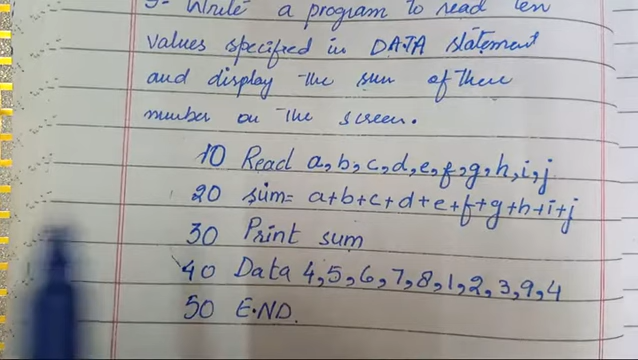 5- Write a program to read ten
values specified in DATA statement
and display the sum of these
number on the screen.
10 Read a,b,c,d,e,f,g,h,i,j
20 sum= a+b+c+d+e+f+g+h+i+j
30 Print sum
40 Data 4,5,6,7,8,1,2,3,9,4
50 E.ND.